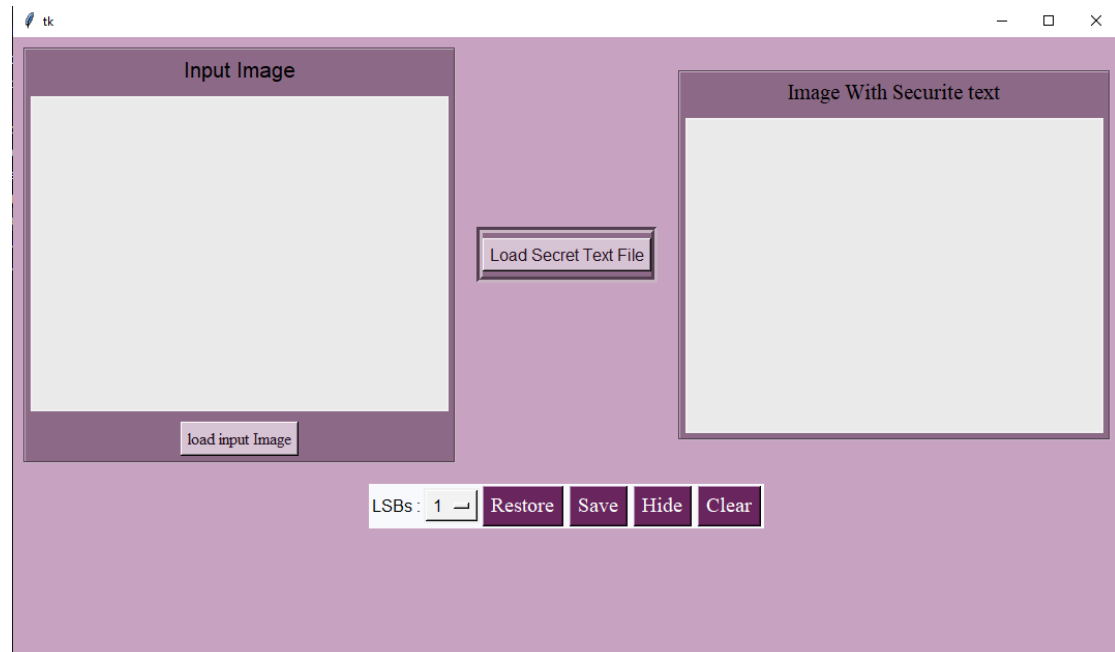 tk
Input Image
Image With Securite text
Load Secret Text File
load input Image
LSBs : 1 Restore Save Hide Clear